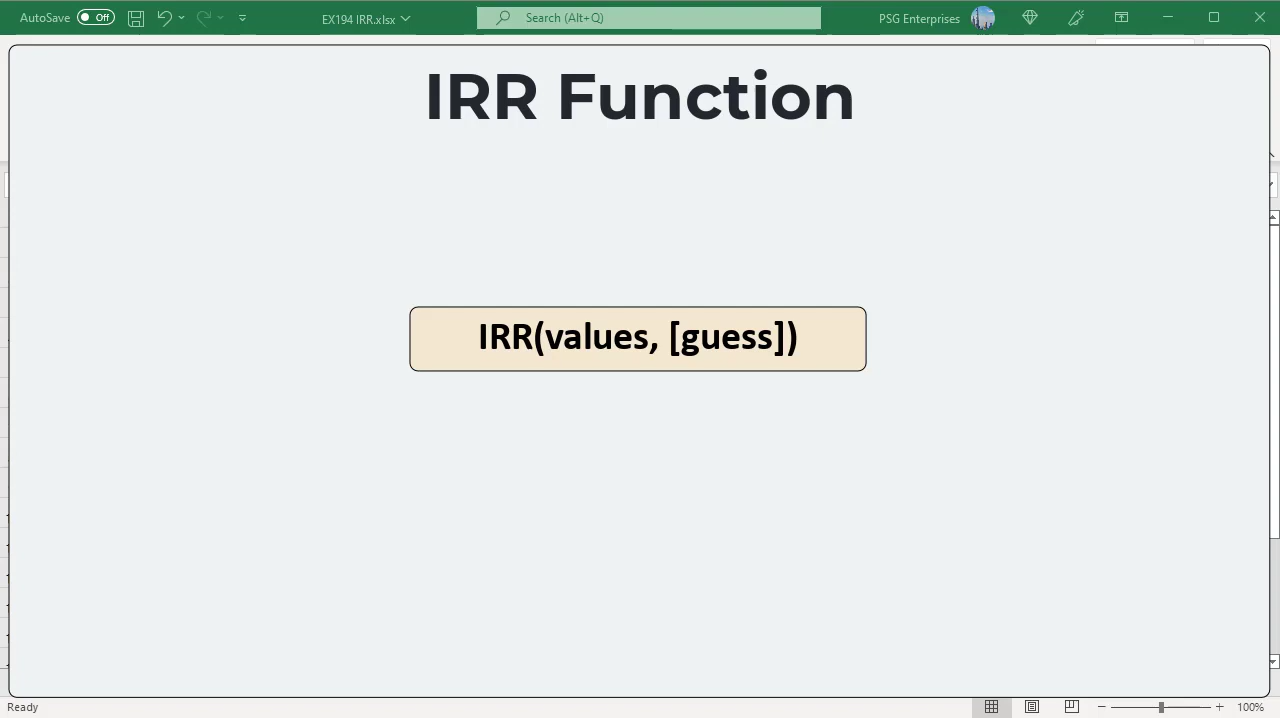 AutoSave Off EX194 IRR.xlsx Search (Alt+Q) PSG Enterprises
IRR Function
IRR(values, [guess])
Ready 100%